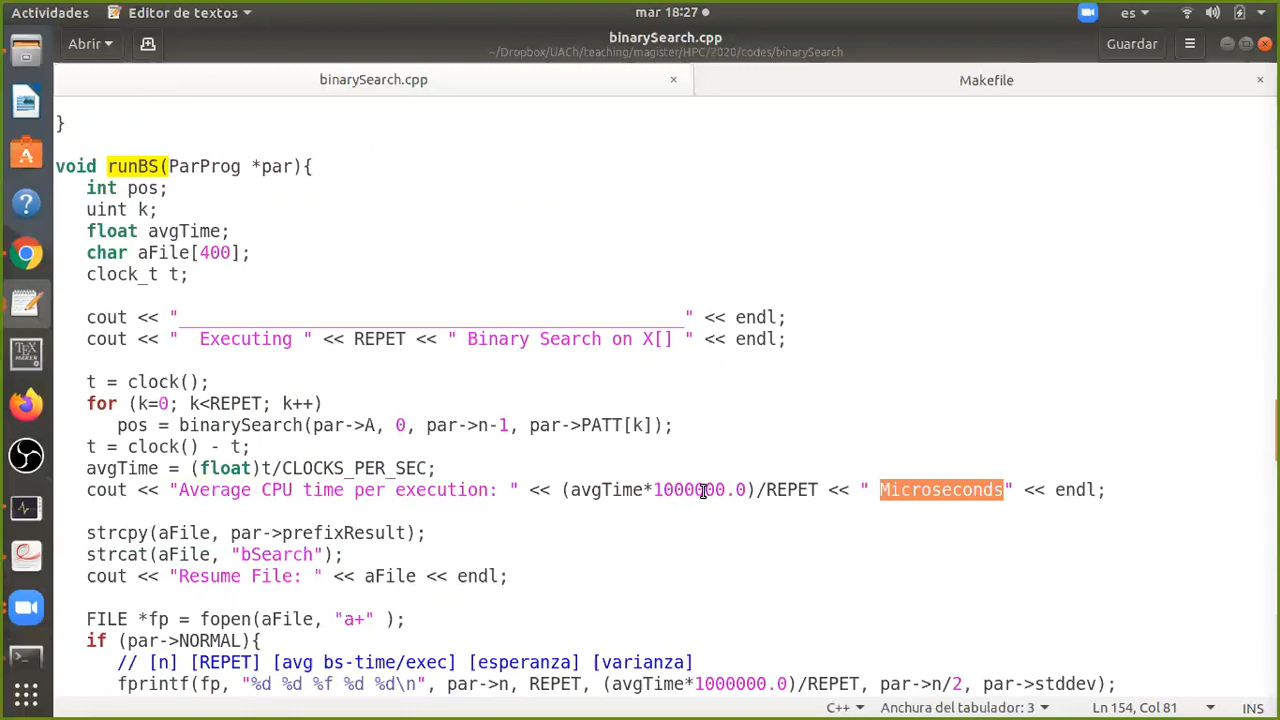 Actividades Editor de textos mar 18:27 es
Abrir binarySearch.cpp Guardar
~/Dropbox/UACh/teaching/magister/HPC/2020/codes/binarySearch
binarySearch.cpp × Makefile ×
}
void runBS(ParProg *par){
int pos;
uint k;
float avgTime;
char aFile[400];
clock_t t;
cout << "_________________________________________________" << endl;
cout << "  Executing " << REPET << " Binary Search on X[] " << endl;
t = clock();
for (k=0; k<REPET; k++)
pos = binarySearch(par->A, 0, par->n-1, par->PATT[k]);
t = clock() - t;
avgTime = (float)t/CLOCKS_PER_SEC;
cout << "Average CPU time per execution: " << (avgTime*1000000.0)/REPET << " Microseconds" << endl;
strcpy(aFile, par->prefixResult);
strcat(aFile, "bSearch");
cout << "Resume File: " << aFile << endl;
FILE *fp = fopen(aFile, "a+" );
if (par->NORMAL){
// [n] [REPET] [avg bs-time/exec] [esperanza] [varianza]
fprintf(fp, "%d %d %f %d %d\n", par->n, REPET, (avgTime*1000000.0)/REPET, par->n/2, par->stddev);
C++ Anchura del tabulador: 3 Ln 154, Col 81 INS